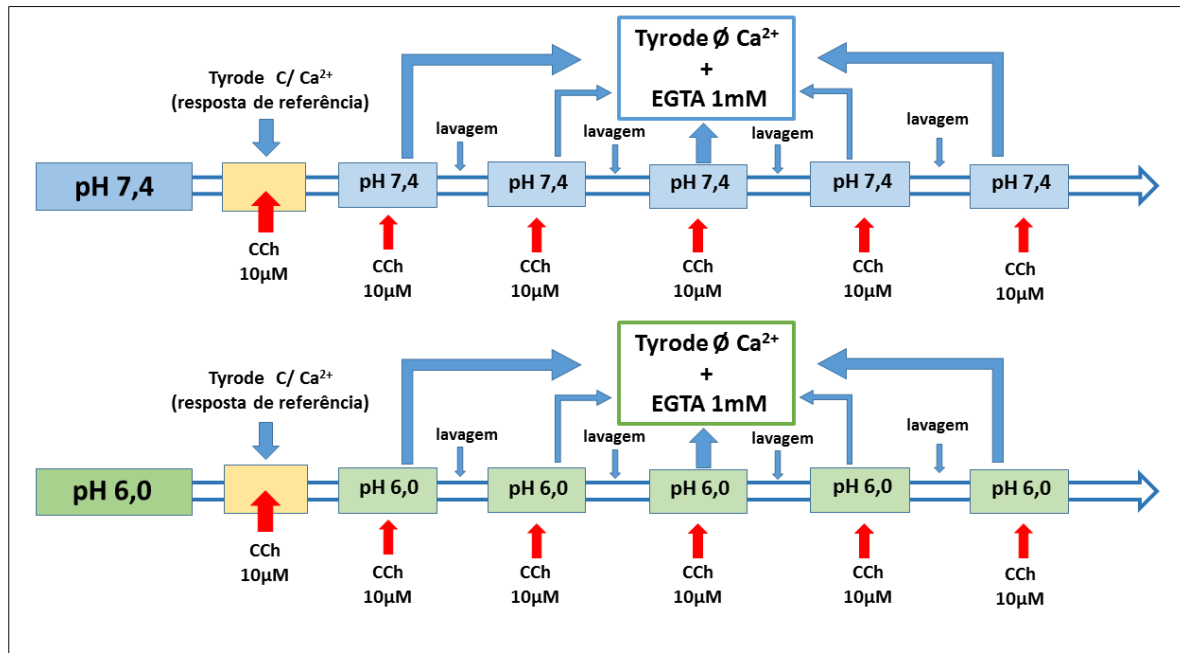 Tyrode Ø Ca²⁺
+
EGTA 1mM
Tyrode C/ Ca²⁺
(resposta de referência)
lavagem
lavagem
lavagem
lavagem
pH 7,4
pH 7,4
pH 7,4
pH 7,4
pH 7,4
pH 7,4
CCh
10µM
CCh
10µM
CCh
10µM
CCh
10µM
CCh
10µM
CCh
10µM
Tyrode Ø Ca²⁺
+
EGTA 1mM
Tyrode C/ Ca²⁺
(resposta de referência)
lavagem
lavagem
lavagem
lavagem
pH 6,0
pH 6,0
pH 6,0
pH 6,0
pH 6,0
pH 6,0
CCh
10µM
CCh
10µM
CCh
10µM
CCh
10µM
CCh
10µM
CCh
10µM